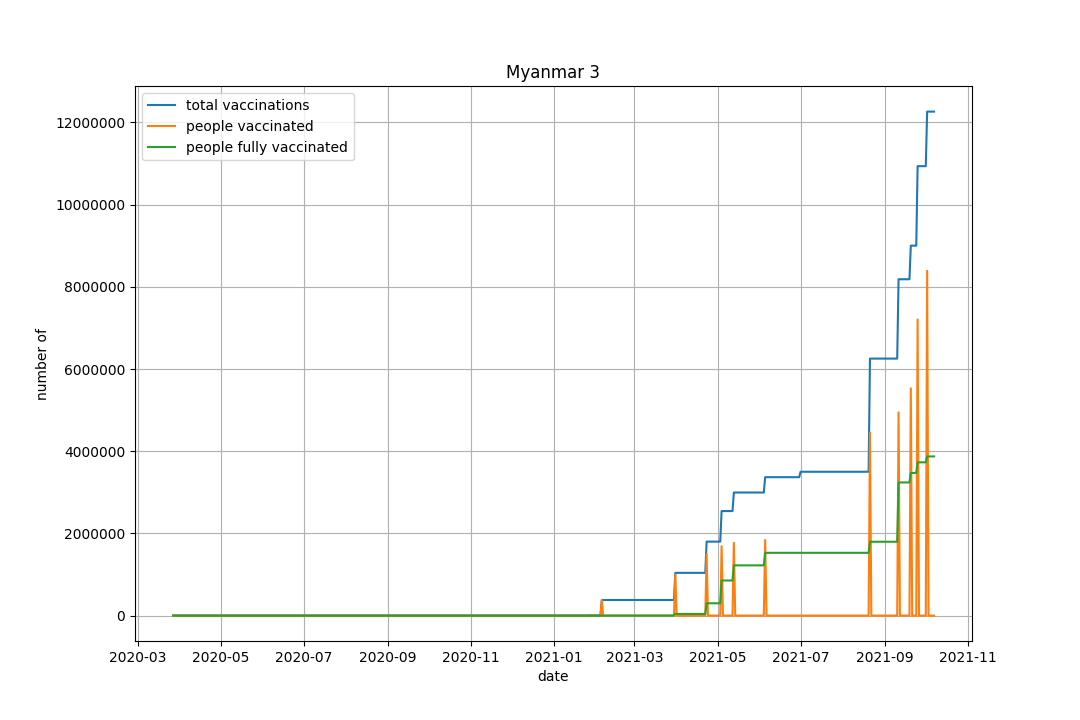 Myanmar 3
total vaccinations
people vaccinated
people fully vaccinated
12000000
10000000
8000000
6000000
4000000
2000000
0
number of
2020-03 2020-05 2020-07 2020-09 2020-11 2021-01 2021-03 2021-05 2021-07 2021-09 2021-11
date